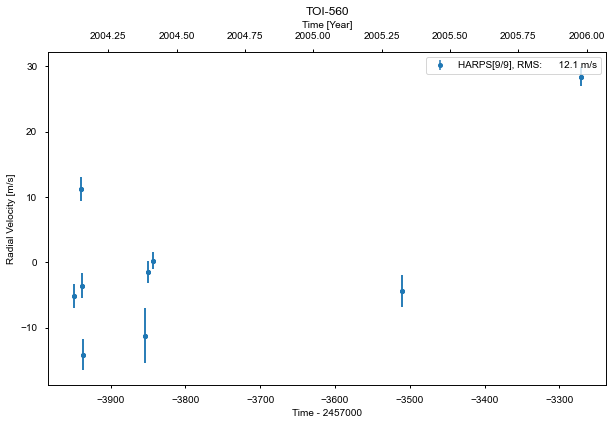 TOI-560
Time [Year]
2004.25 2004.50 2004.75 2005.00 2005.25 2005.50 2005.75 2006.00
HARPS[9/9], RMS: 12.1 m/s
30
20
10
0
−10
Radial Velocity [m/s]
−3900 −3800 −3700 −3600 −3500 −3400 −3300
Time - 2457000